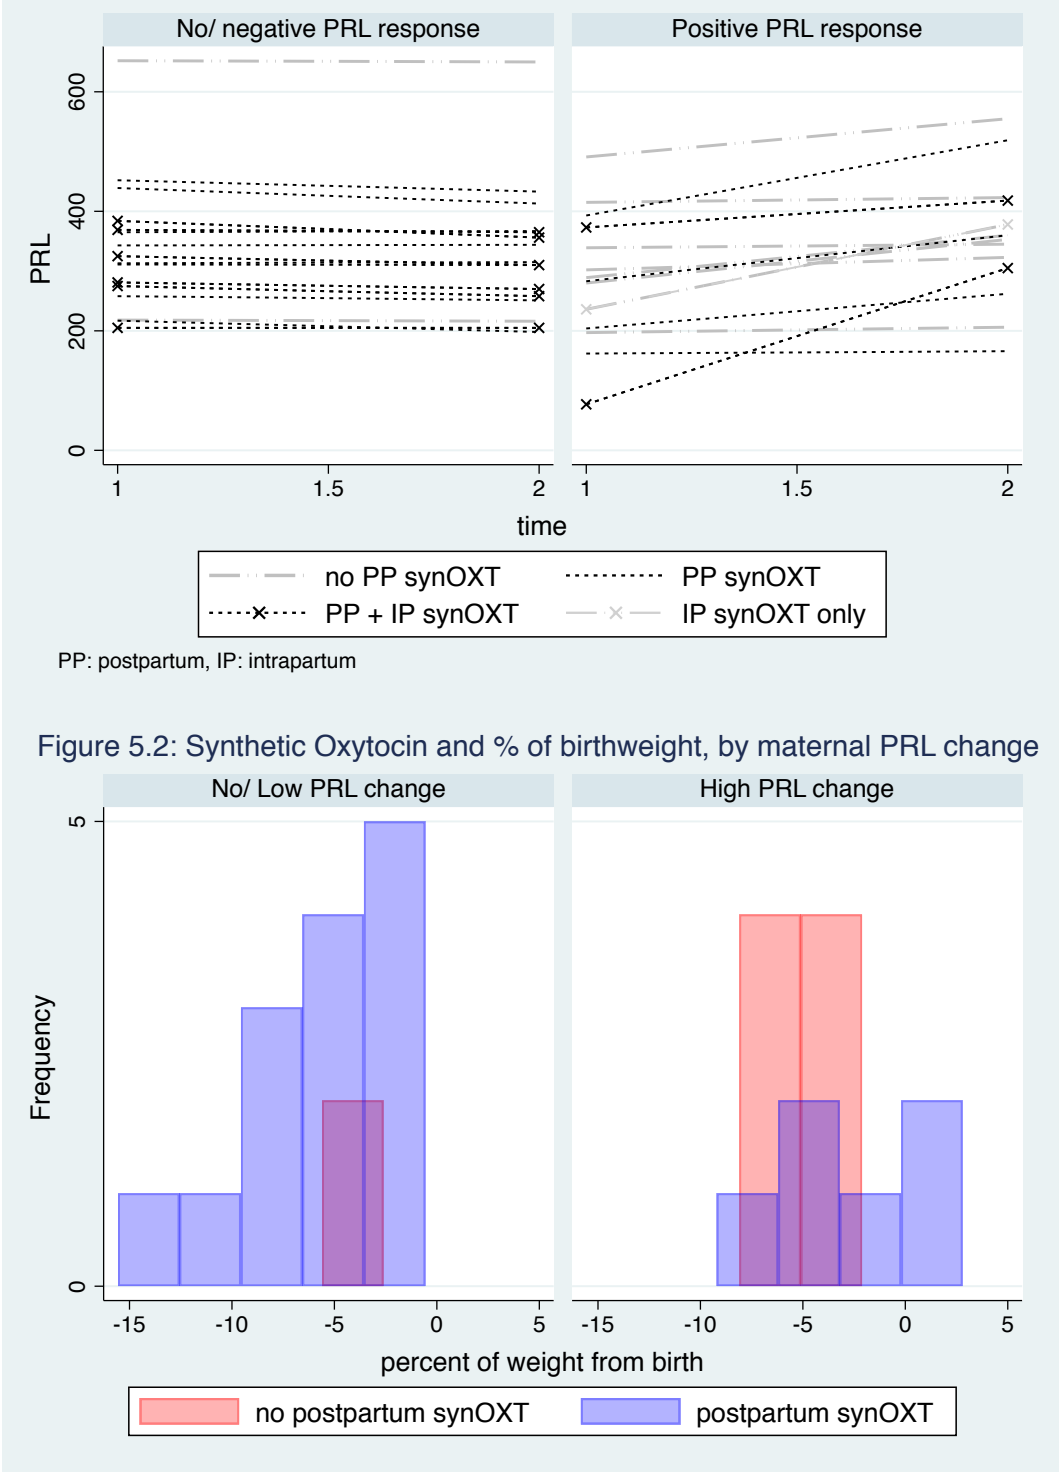 No/ negative PRL response
Positive PRL response
PRL
600
400
200
0
1
1.5
2
1
1.5
2
time
no PP synOXT
PP synOXT
PP + IP synOXT
IP synOXT only
PP: postpartum, IP: intrapartum
Figure 5.2: Synthetic Oxytocin and % of birthweight, by maternal PRL change
No/ Low PRL change
High PRL change
Frequency
5
0
-15
-10
-5
0
5
-15
-10
-5
0
5
percent of weight from birth
no postpartum synOXT
postpartum synOXT